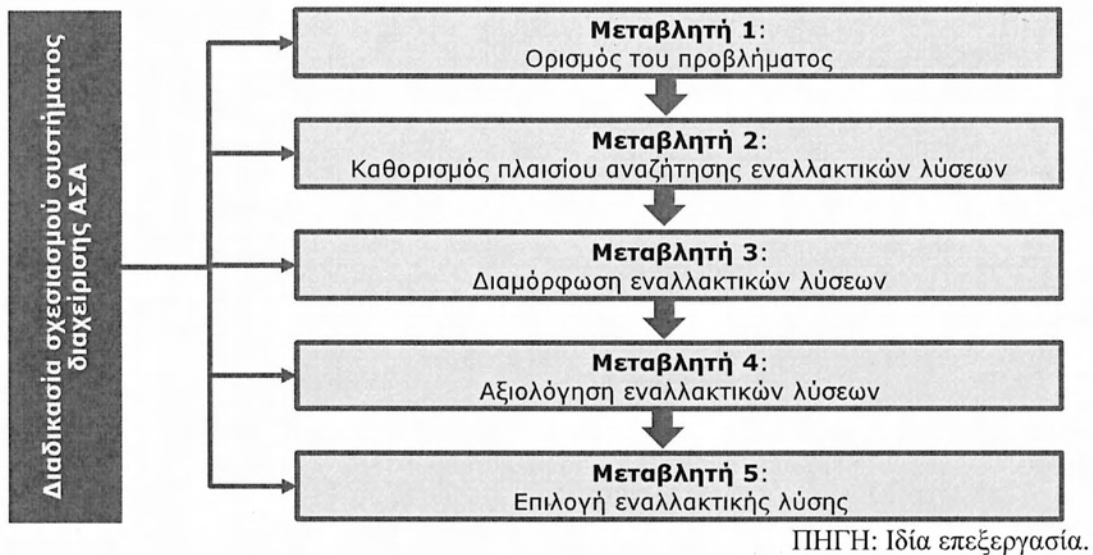 Διαδικασία σχεσιασμού συστήματος
διαχείρισης ΑΣΑ
Μεταβλητή 1:
Ορισμός του προβλήματος
Μεταβλητή 2:
Καθορισμός πλαισίου αναζήτησης εναλλακτικών λύσεων
Μεταβλητή 3:
Διαμόρφωση εναλλακτικών λύσεων
Μεταβλητή 4:
Αξιολόγηση εναλλακτικών λύσεων
Μεταβλητή 5:
Επιλογή εναλλακτικής λύσης
ΠΗΓΗ: Ιδία επεξεργασία.